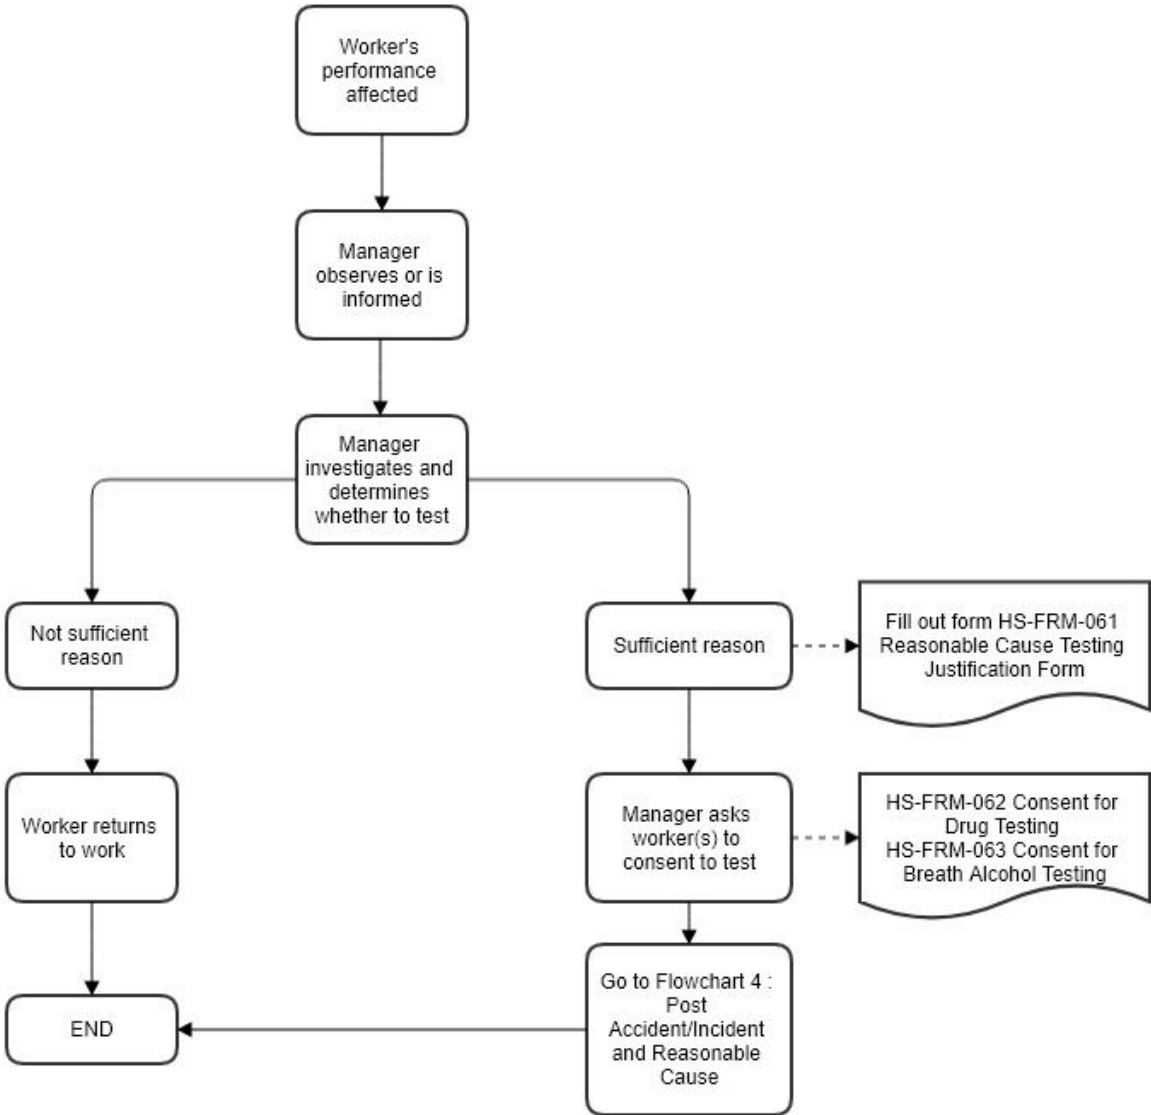 Worker's
performance
affected
Manager
observes or is
informed
Manager
investigates and
determines
whether to test
Not sufficient
reason
Sufficient reason
Fill out form HS-FRM-061
Reasonable Cause Testing
Justification Form
Worker returns
to work
Manager asks
worker(s) to
consent to test
HS-FRM-062 Consent for
Drug Testing
HS-FRM-063 Consent for
Breath Alcohol Testing
END
Go to Flowchart 4 :
Post
Accident/Incident
and Reasonable
Cause